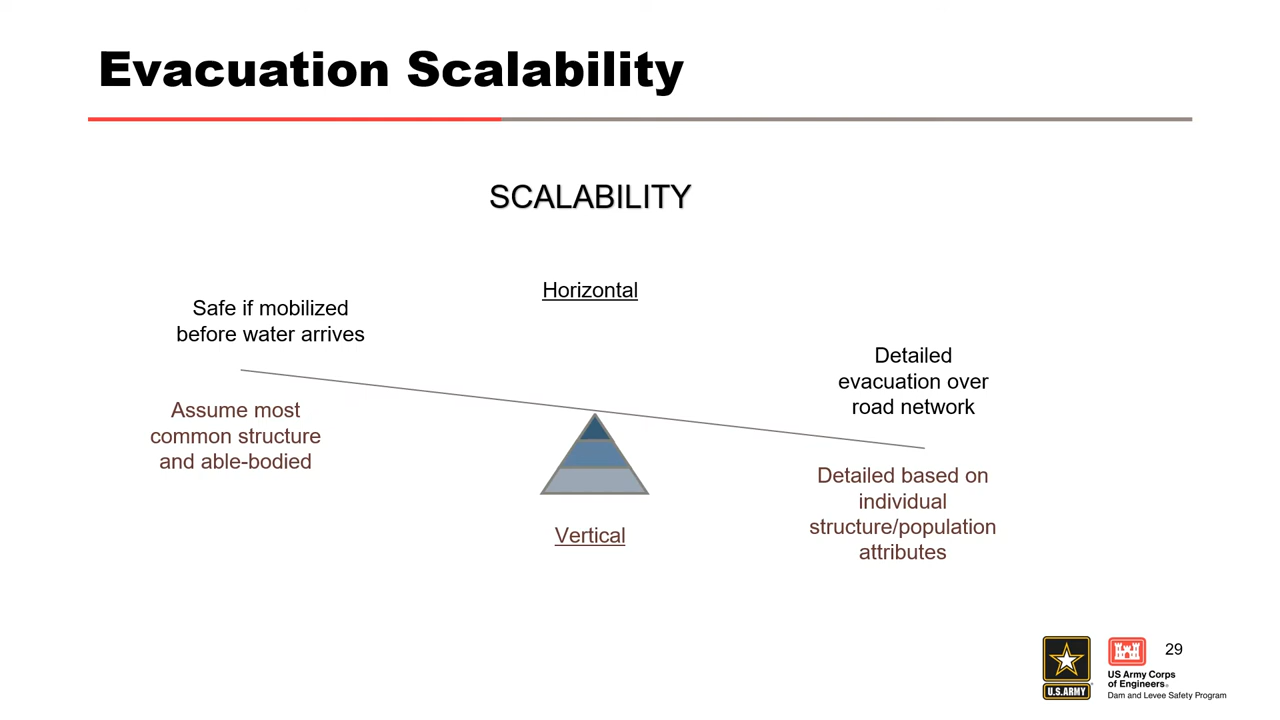 Evacuation Scalability
SCALABILITY
Horizontal
Safe if mobilized
before water arrives
Detailed
evacuation over
road network
Assume most
common structure
and able-bodied
Detailed based on
individual
structure/population
attributes
Vertical
29
U.S.ARMY
US Army Corps
of Engineers®
Dam and Levee Safety Program